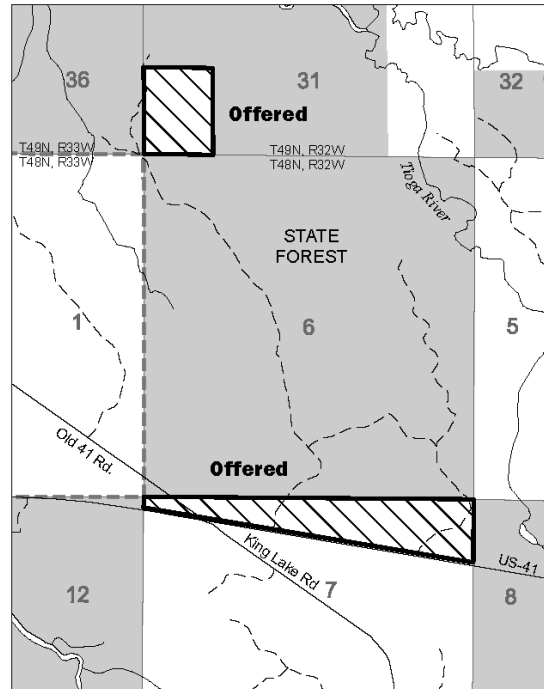 36
31
32
Offered
T49N, R33W
T48N, R33W
T49N, R32W
T48N, R32W
Tioga River
STATE
FOREST
1
6
5
Old 41 Rd.
Offered
King Lake Rd
US-41
12
7
8